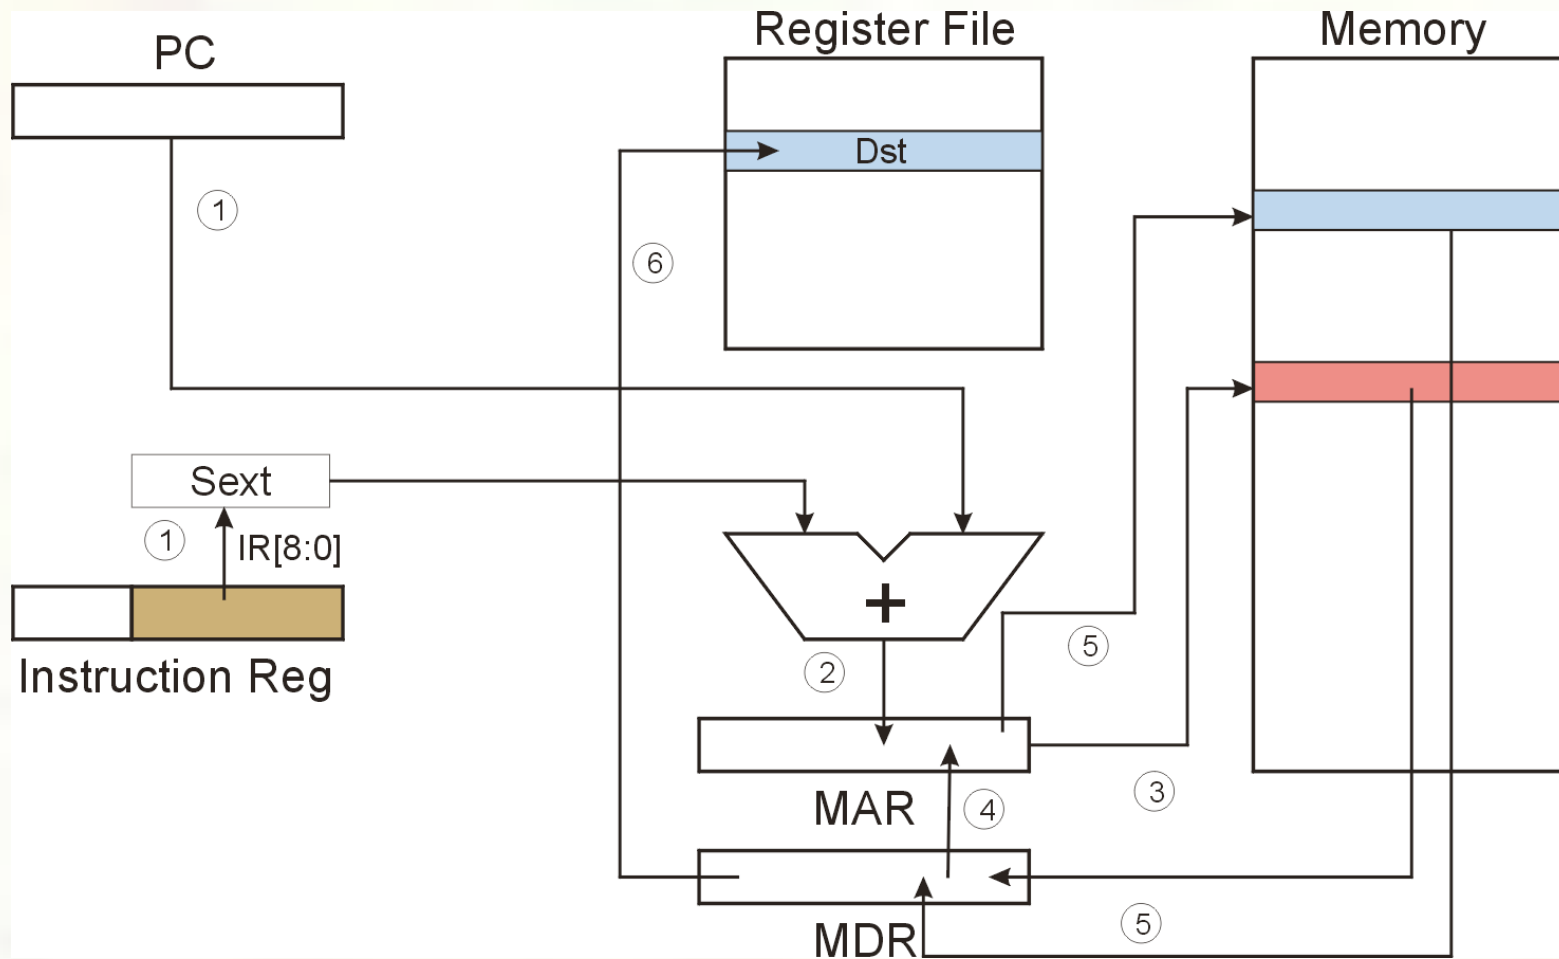 Register File
Memory
PC
Dst
①
⑥
Sext
①
IR[8:0]
+
Instruction Reg
②
⑤
③
MAR
④
MDR
⑤